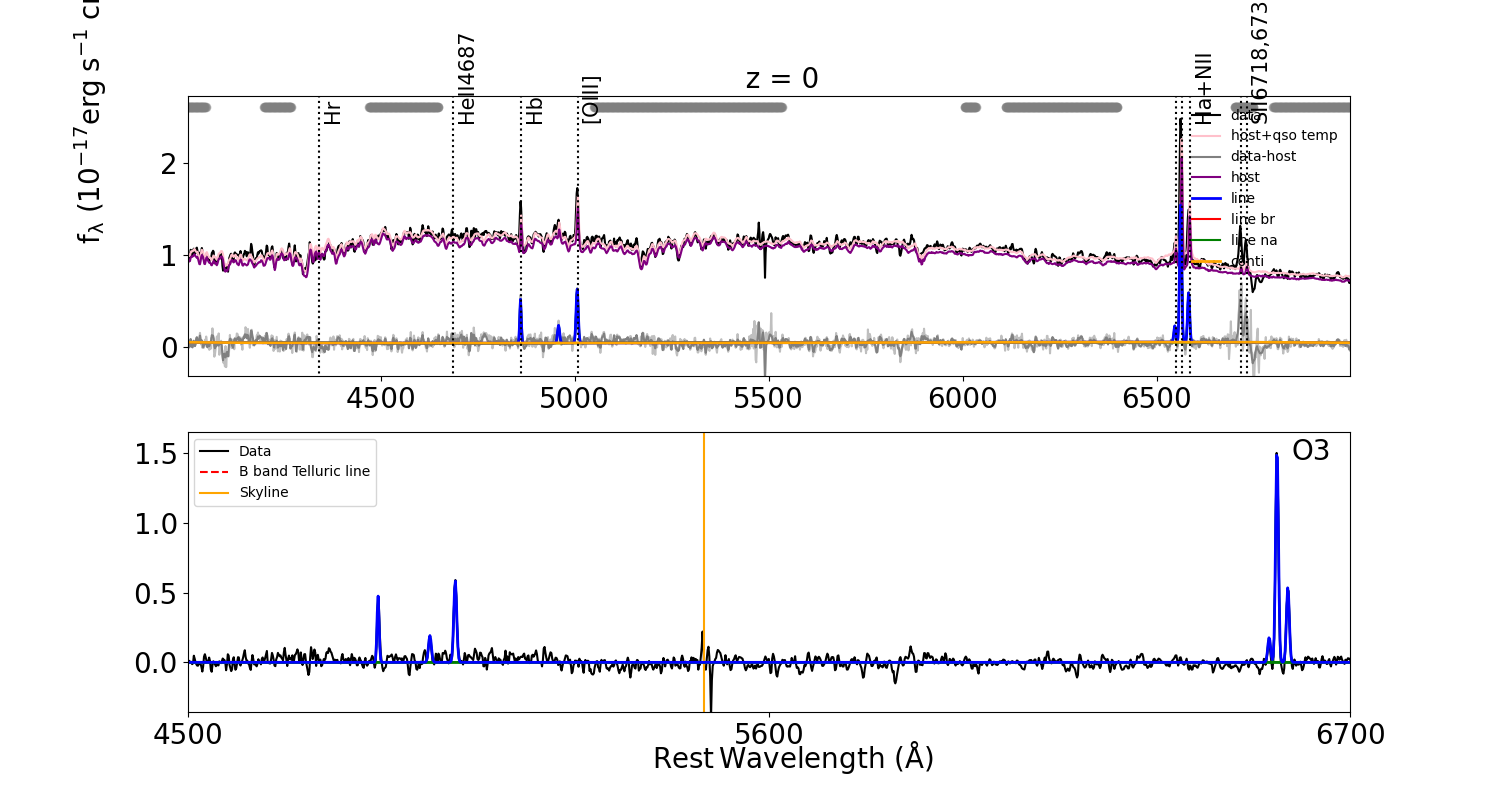 z = 0
f_λ (10^−17 erg s^−1 c
Hr
HeII4687
Hb
[OIII]
Ha+NII
SII6718,673
data
host+qso temp
data-host
host
line
line br
line na
conti
2
1
0
4500 5000 5500 6000 6500
Data
B band Telluric line
Skyline
O3
1.5
1.0
0.5
0.0
4500 5600 6700
Rest Wavelength (Å)